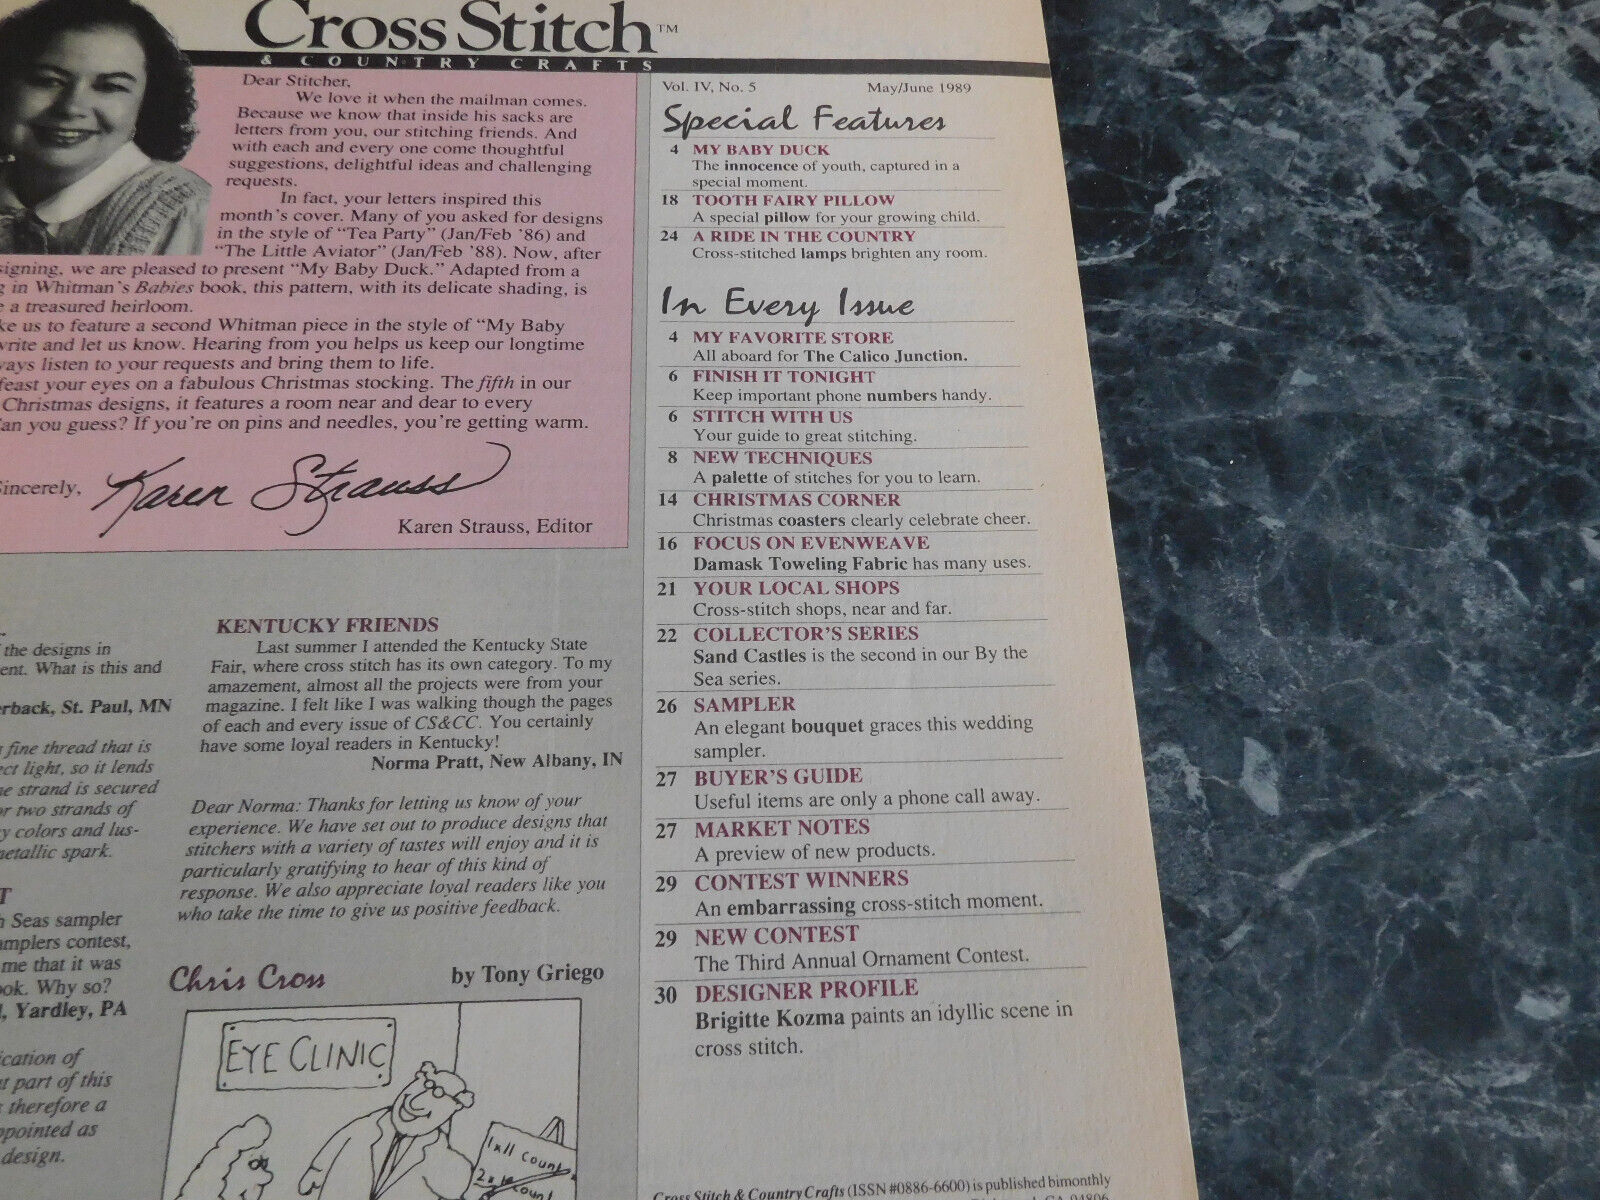 Cross Stitch™
& COUNTRY CRAFTS
Dear Stitcher,
We love it when the mailman comes.
Because we know that inside his sacks are
letters from you, our stitching friends. And
with each and every one come thoughtful
suggestions, delightful ideas and challenging
requests.
In fact, your letters inspired this
month's cover. Many of you asked for designs
in the style of "Tea Party" (Jan/Feb '86) and
"The Little Aviator" (Jan/Feb '88). Now, after
signing, we are pleased to present "My Baby Duck." Adapted from a
in Whitman's Babies book, this pattern, with its delicate shading, is
a treasured heirloom.
us to feature a second Whitman piece in the style of "My Baby
write and let us know. Hearing from you helps us keep our longtime
listen to your requests and bring them to life.
feast your eyes on a fabulous Christmas stocking. The fifth in our
Christmas designs, it features a room near and dear to every
an you guess? If you're on pins and needles, you're getting warm.
Sincerely,
Karen Strauss
Karen Strauss, Editor
the designs in
ent. What is this and
erback, St. Paul, MN
fine thread that is
ct light, so it lends
strand is secured
or two strands of
y colors and lus-
metallic spark.
T
Seas sampler
amplers contest,
me that it was
ook. Why so?
Yardley, PA
ication of
part of this
therefore a
ppointed as
design.
KENTUCKY FRIENDS
Last summer I attended the Kentucky State
Fair, where cross stitch has its own category. To my
amazement, almost all the projects were from your
magazine. I felt like I was walking though the pages
of each and every issue of CS&CC. You certainly
have some loyal readers in Kentucky!
Norma Pratt, New Albany, IN
Dear Norma: Thanks for letting us know of your
experience. We have set out to produce designs that
stitchers with a variety of tastes will enjoy and it is
particularly gratifying to hear of this kind of
response. We also appreciate loyal readers like you
who take the time to give us positive feedback.
Chris Cross by Tony Griego
EYE CLINIC
1x11 count
count
Vol. IV, No. 5 May/June 1989
Special Features
4 MY BABY DUCK
The innocence of youth, captured in a
special moment.
18 TOOTH FAIRY PILLOW
A special pillow for your growing child.
24 A RIDE IN THE COUNTRY
Cross-stitched lamps brighten any room.
In Every Issue
4 MY FAVORITE STORE
All aboard for The Calico Junction.
6 FINISH IT TONIGHT
Keep important phone numbers handy.
6 STITCH WITH US
Your guide to great stitching.
8 NEW TECHNIQUES
A palette of stitches for you to learn.
14 CHRISTMAS CORNER
Christmas coasters clearly celebrate cheer.
16 FOCUS ON EVENWEAVE
Damask Toweling Fabric has many uses.
21 YOUR LOCAL SHOPS
Cross-stitch shops, near and far.
22 COLLECTOR'S SERIES
Sand Castles is the second in our By the
Sea series.
26 SAMPLER
An elegant bouquet graces this wedding
sampler.
27 BUYER'S GUIDE
Useful items are only a phone call away.
27 MARKET NOTES
A preview of new products.
29 CONTEST WINNERS
An embarrassing cross-stitch moment.
29 NEW CONTEST
The Third Annual Ornament Contest.
30 DESIGNER PROFILE
Brigitte Kozma paints an idyllic scene in
cross stitch.
Cross Stitch & Country Crafts (ISSN #0886-6600) is published bimonthly